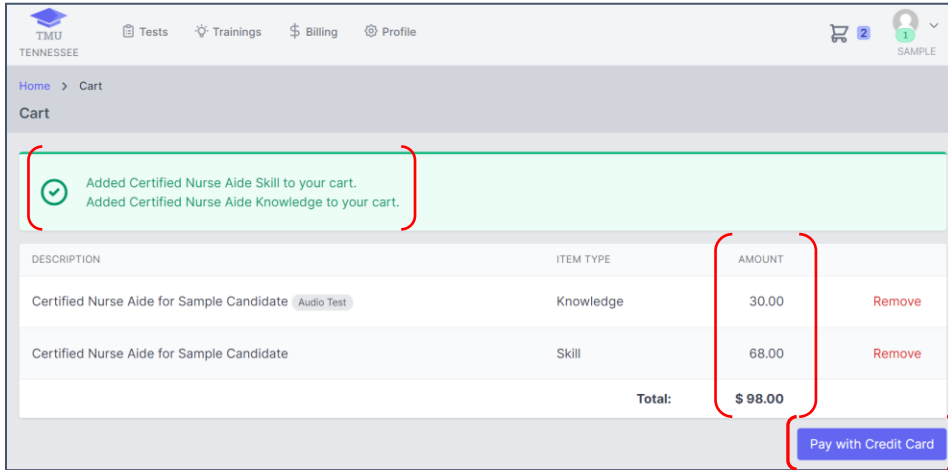 TMU
TENNESSEE
Tests
Trainings
Billing
Profile
2
1
SAMPLE
Home > Cart
Cart
Added Certified Nurse Aide Skill to your cart.
Added Certified Nurse Aide Knowledge to your cart.
DESCRIPTION ITEM TYPE AMOUNT
Certified Nurse Aide for Sample Candidate Audio Test Knowledge 30.00 Remove
Certified Nurse Aide for Sample Candidate Skill 68.00 Remove
Total: $ 98.00
Pay with Credit Card